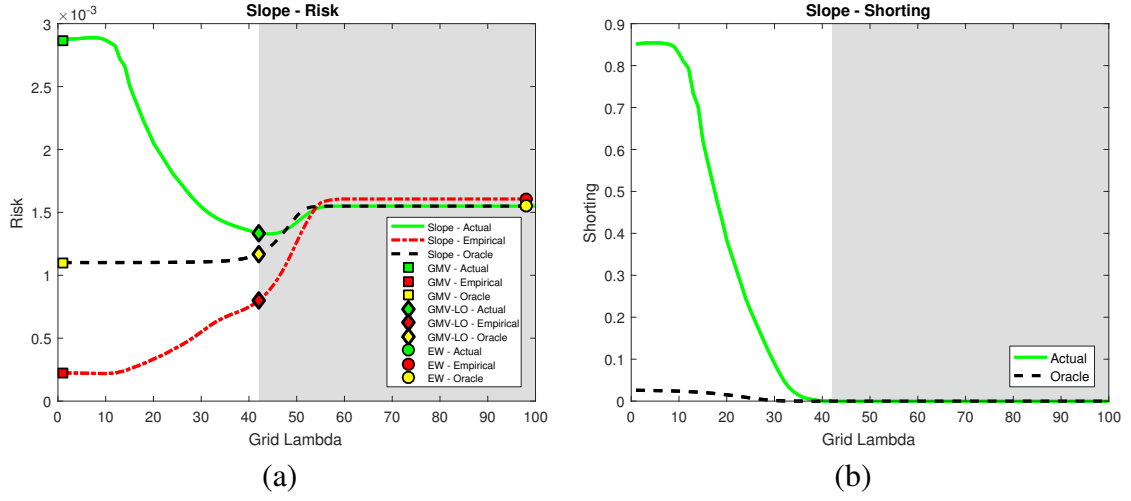 Slope - Risk
×10⁻³
3
2.5
2
1.5
1
0.5
0
Risk
0 10 20 30 40 50 60 70 80 90 100
Grid Lambda
Slope - Actual
Slope - Empirical
Slope - Oracle
GMV - Actual
GMV - Empirical
GMV - Oracle
GMV-LO - Actual
GMV-LO - Empirical
GMV-LO - Oracle
EW - Actual
EW - Empirical
EW - Oracle
(a)
Slope - Shorting
0.9
0.8
0.7
0.6
0.5
0.4
0.3
0.2
0.1
0
Shorting
0 10 20 30 40 50 60 70 80 90 100
Grid Lambda
Actual
Oracle
(b)